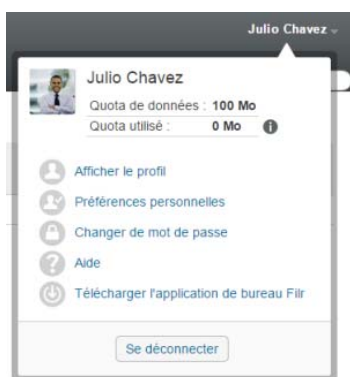 Julio Chavez
Julio Chavez
Quota de données : 100 Mo
Quota utilisé : 0 Mo
Afficher le profil
Préférences personnelles
Changer de mot de passe
Aide
Télécharger l'application de bureau Filr
Se déconnecter